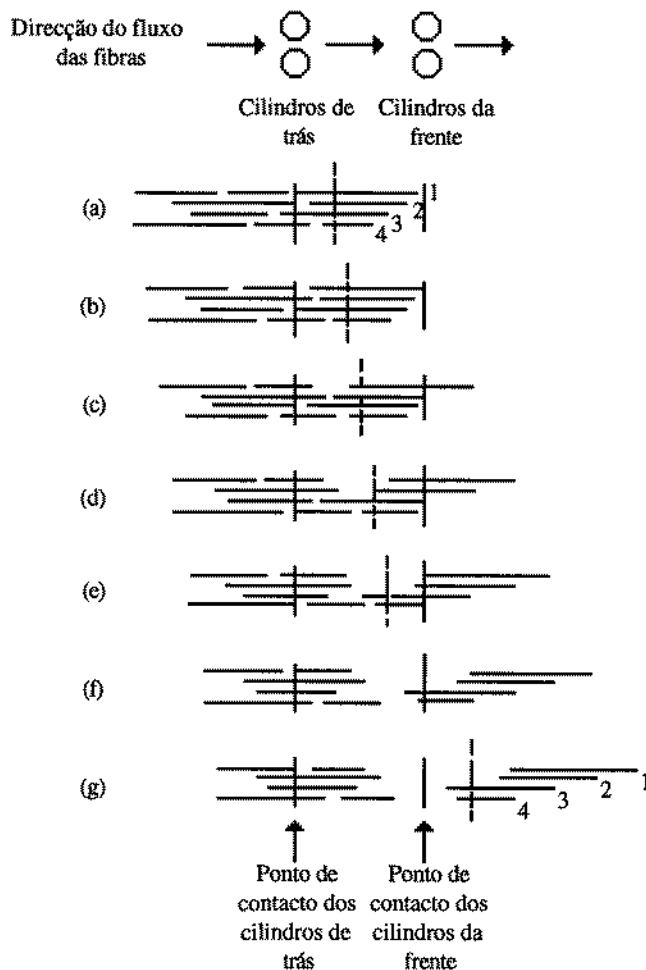 Direcção do fluxo
das fibras
Cilindros de
trás
Cilindros da
frente
(a)
1
2
3
4
(b)
(c)
(d)
(e)
(f)
(g)
1
2
3
4
Ponto de
contacto dos
cilindros de
trás
Ponto de
contacto dos
cilindros da
frente